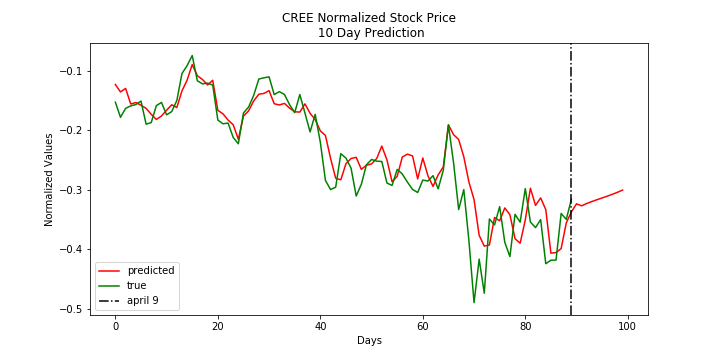 CREE Normalized Stock Price
10 Day Prediction
Normalized Values
−0.1
−0.2
−0.3
−0.4
−0.5
predicted
true
april 9
0
20
40
60
80
100
Days